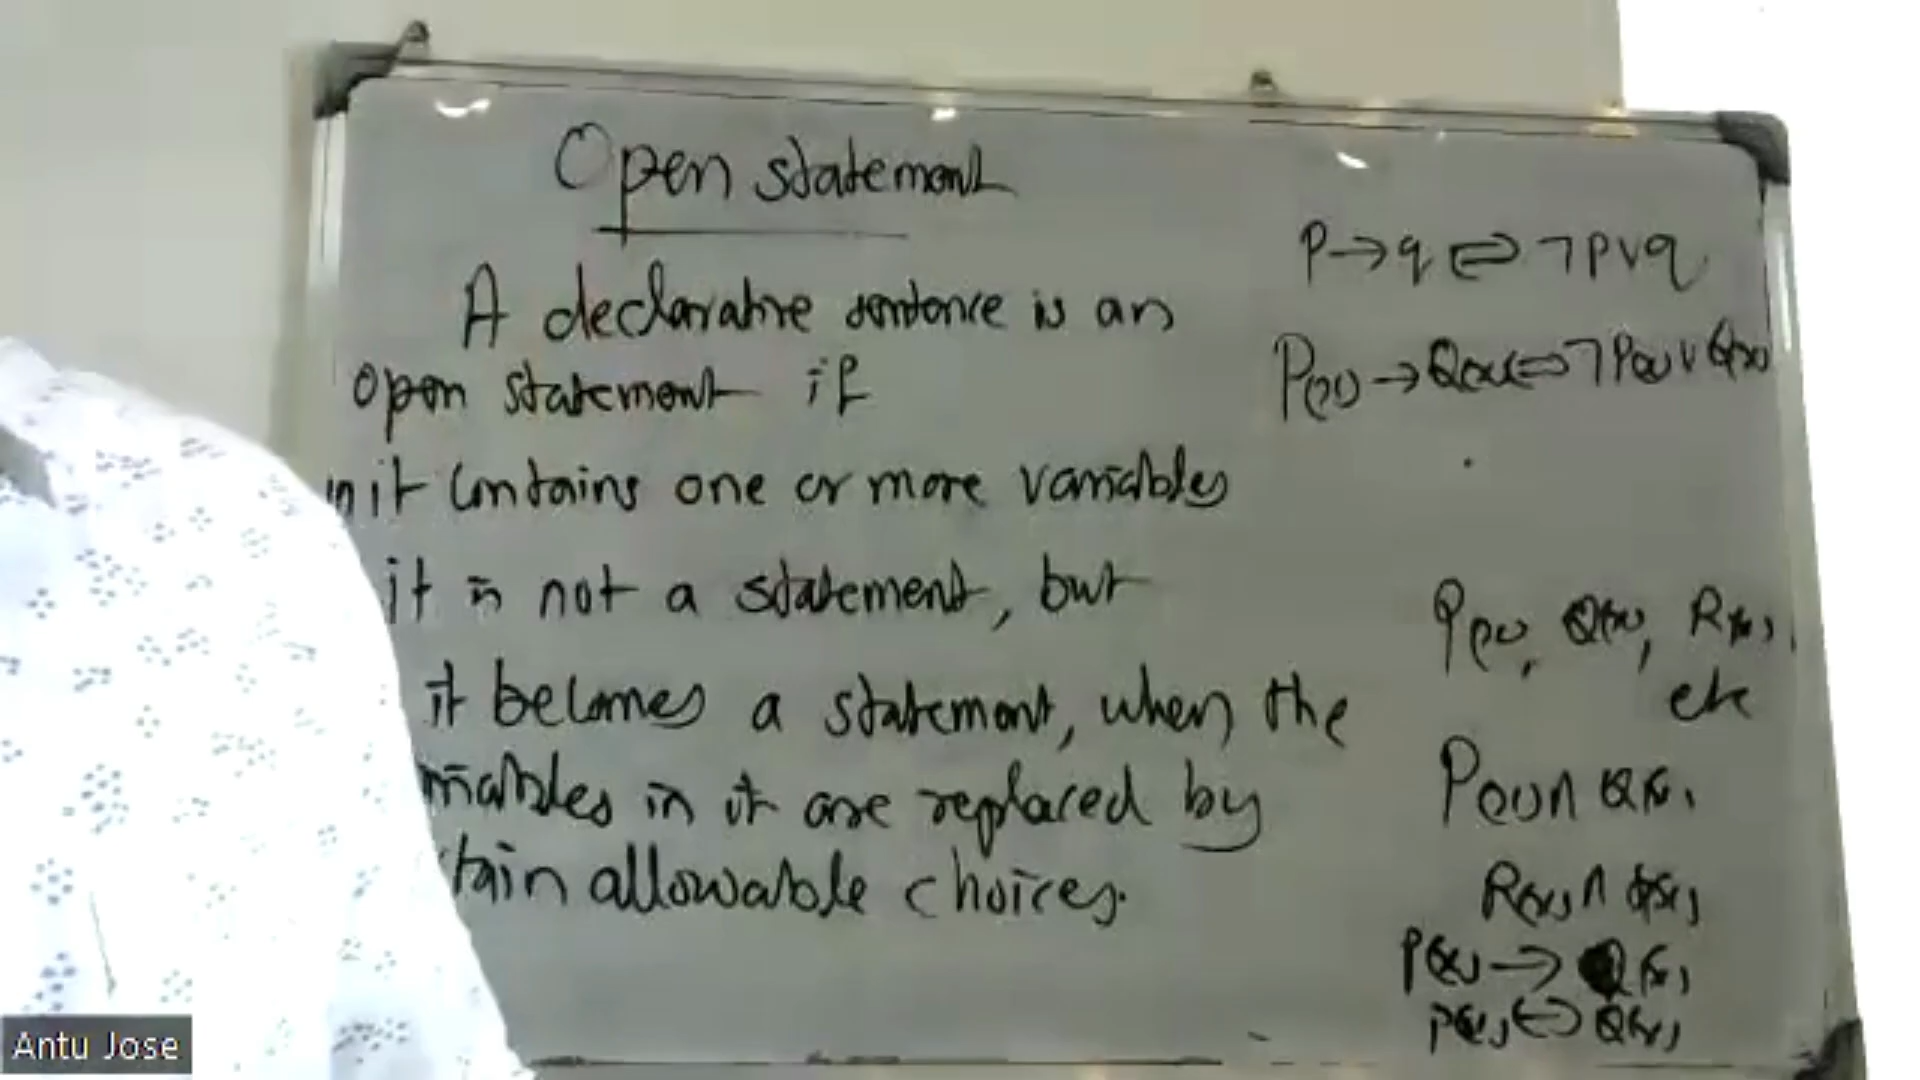 Open statement
A declarative sentence is an
open statement if
it contains one or more variables
it is not a statement, but
it becomes a statement, when the
in it are replaced by
allowable choices.
P→q ⇔ ¬P∨q
P(x)→Q(x)⇔¬P(x)∨Q(x)
P(x), Q(x), R(x),
etc
P(x)∧Q(x),
R(x)∧Q(x)
P(x)→Q(x)
P(x)↔Q(x)
Antu Jose